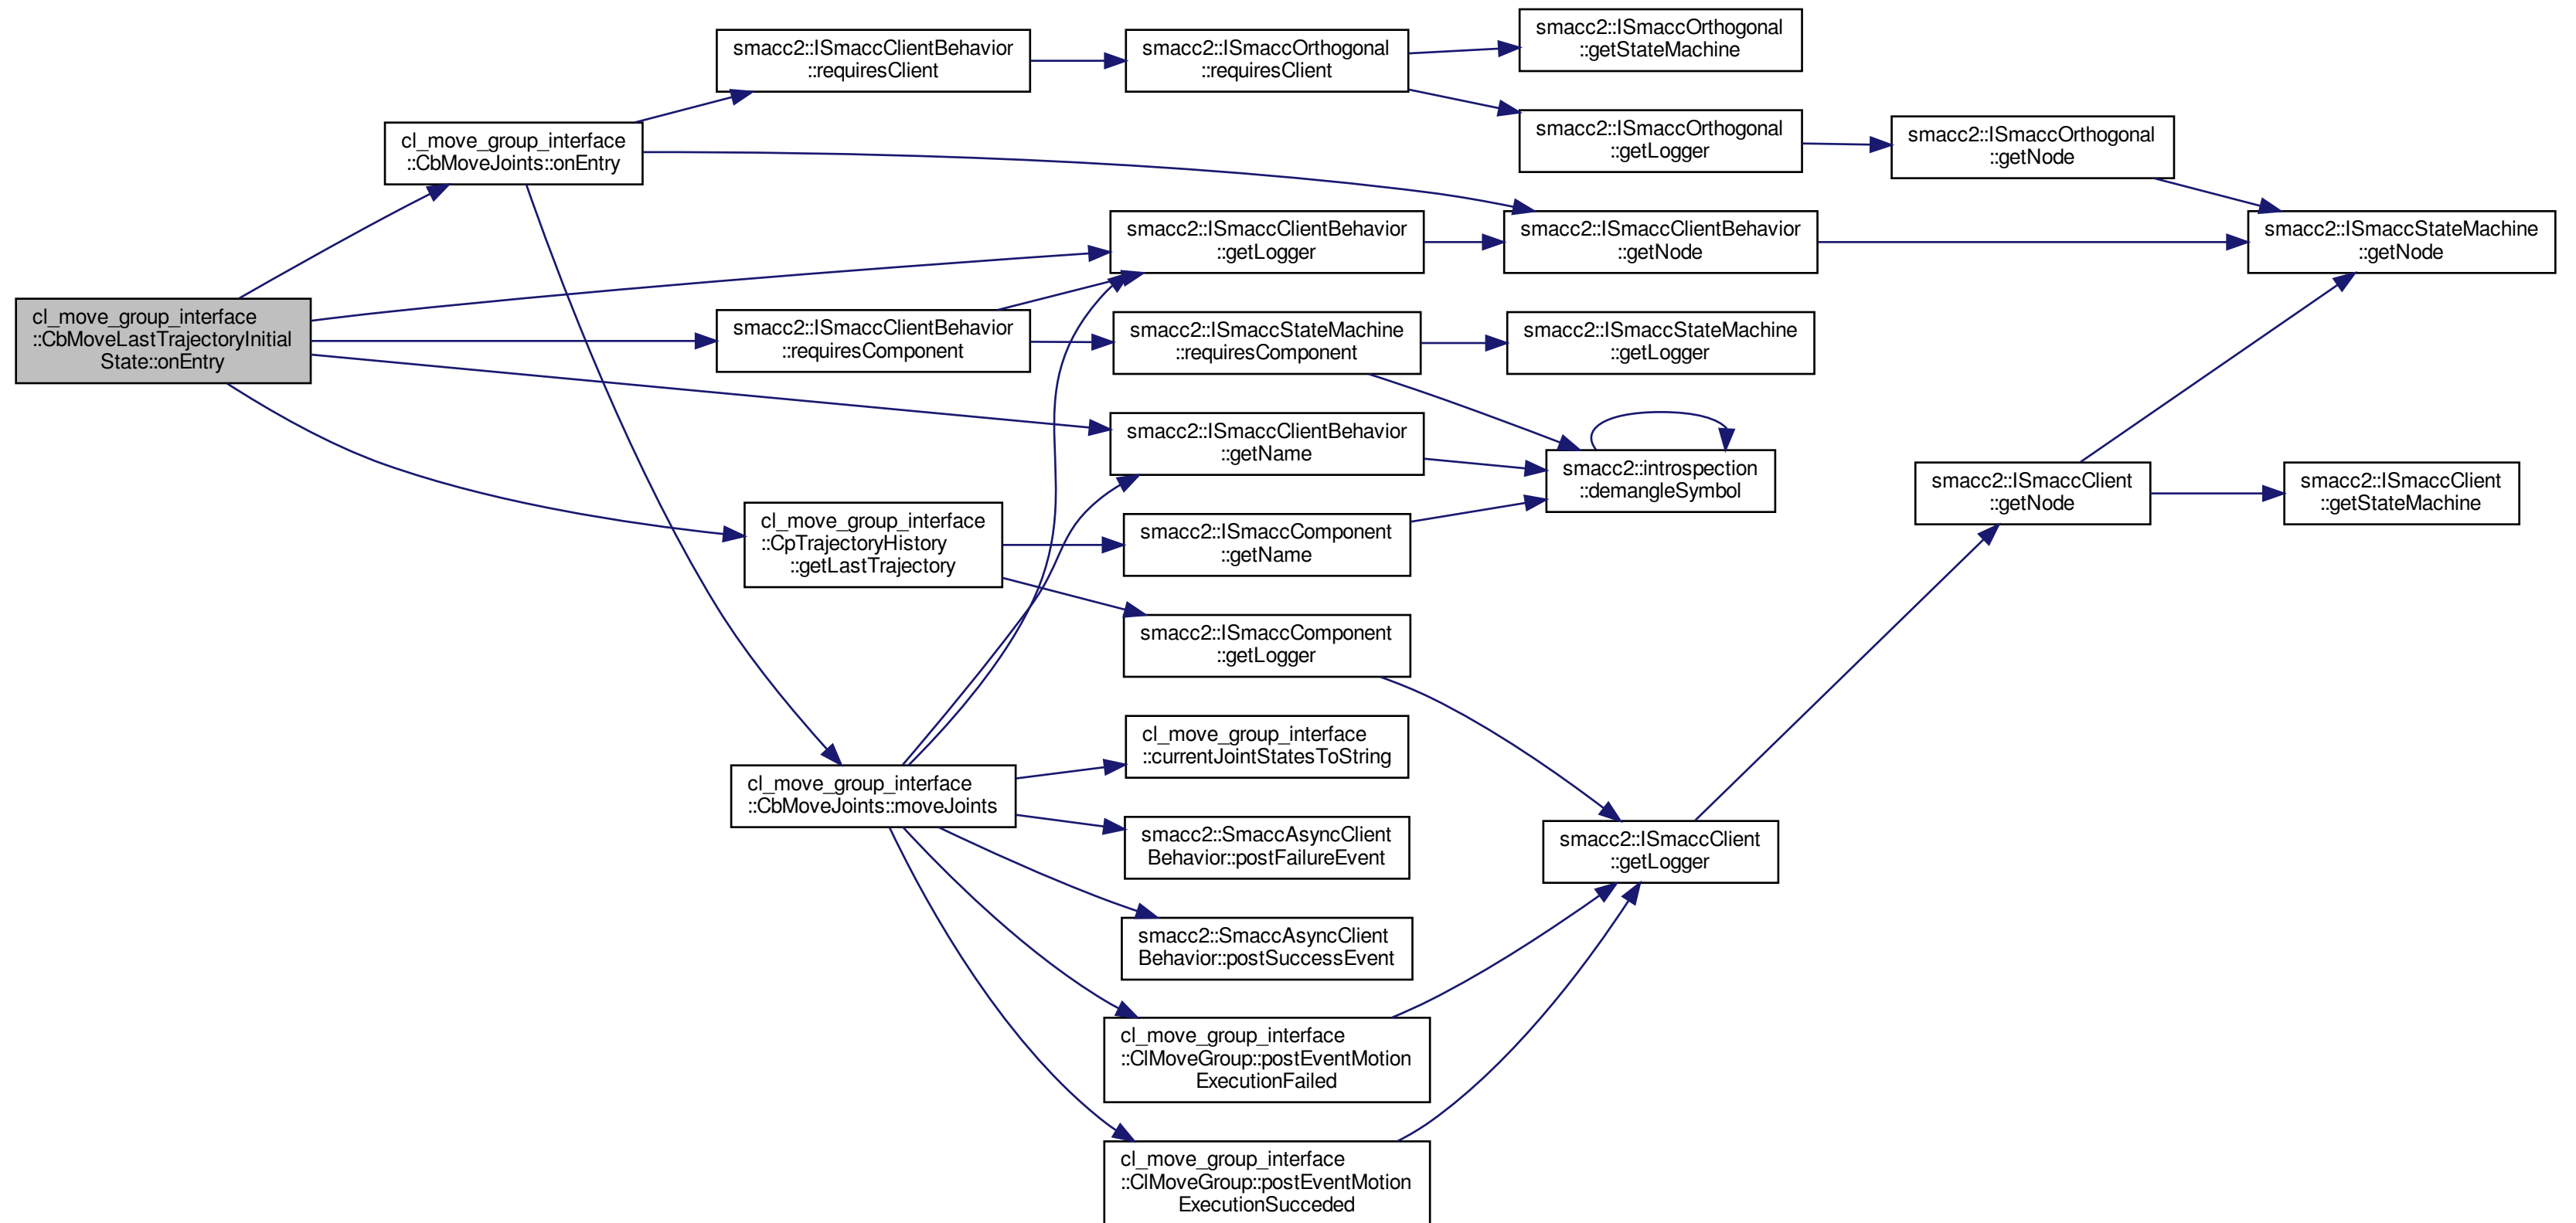 cl_move_group_interface
::CbMoveLastTrajectoryInitial
State::onEntry
cl_move_group_interface
::CbMoveJoints::onEntry
smacc2::ISmaccClientBehavior
::requiresClient
smacc2::ISmaccOrthogonal
::requiresClient
smacc2::ISmaccOrthogonal
::getStateMachine
smacc2::ISmaccOrthogonal
::getLogger
smacc2::ISmaccOrthogonal
::getNode
smacc2::ISmaccClientBehavior
::getLogger
smacc2::ISmaccClientBehavior
::getNode
smacc2::ISmaccStateMachine
::getNode
smacc2::ISmaccClientBehavior
::requiresComponent
smacc2::ISmaccStateMachine
::requiresComponent
smacc2::ISmaccStateMachine
::getLogger
smacc2::ISmaccClientBehavior
::getName
smacc2::introspection
::demangleSymbol
smacc2::ISmaccClient
::getNode
smacc2::ISmaccClient
::getStateMachine
cl_move_group_interface
::CpTrajectoryHistory
::getLastTrajectory
smacc2::ISmaccComponent
::getName
smacc2::ISmaccComponent
::getLogger
cl_move_group_interface
::CbMoveJoints::moveJoints
cl_move_group_interface
::currentJointStatesToString
smacc2::SmaccAsyncClient
Behavior::postFailureEvent
smacc2::ISmaccClient
::getLogger
smacc2::SmaccAsyncClient
Behavior::postSuccessEvent
cl_move_group_interface
::ClMoveGroup::postEventMotion
ExecutionFailed
cl_move_group_interface
::ClMoveGroup::postEventMotion
ExecutionSucceded